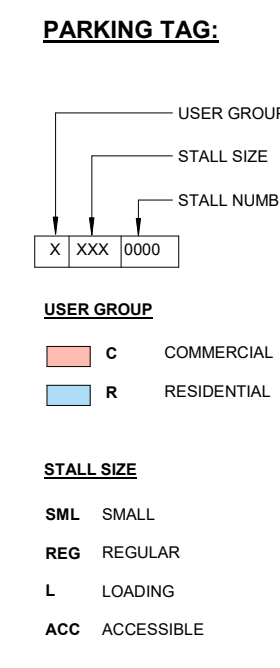 PARKING TAG:
USER GROUP
STALL SIZE
STALL NUMB
X XXX 0000
USER GROUP
C COMMERCIAL
R RESIDENTIAL
STALL SIZE
SML SMALL
REG REGULAR
L LOADING
ACC ACCESSIBLE